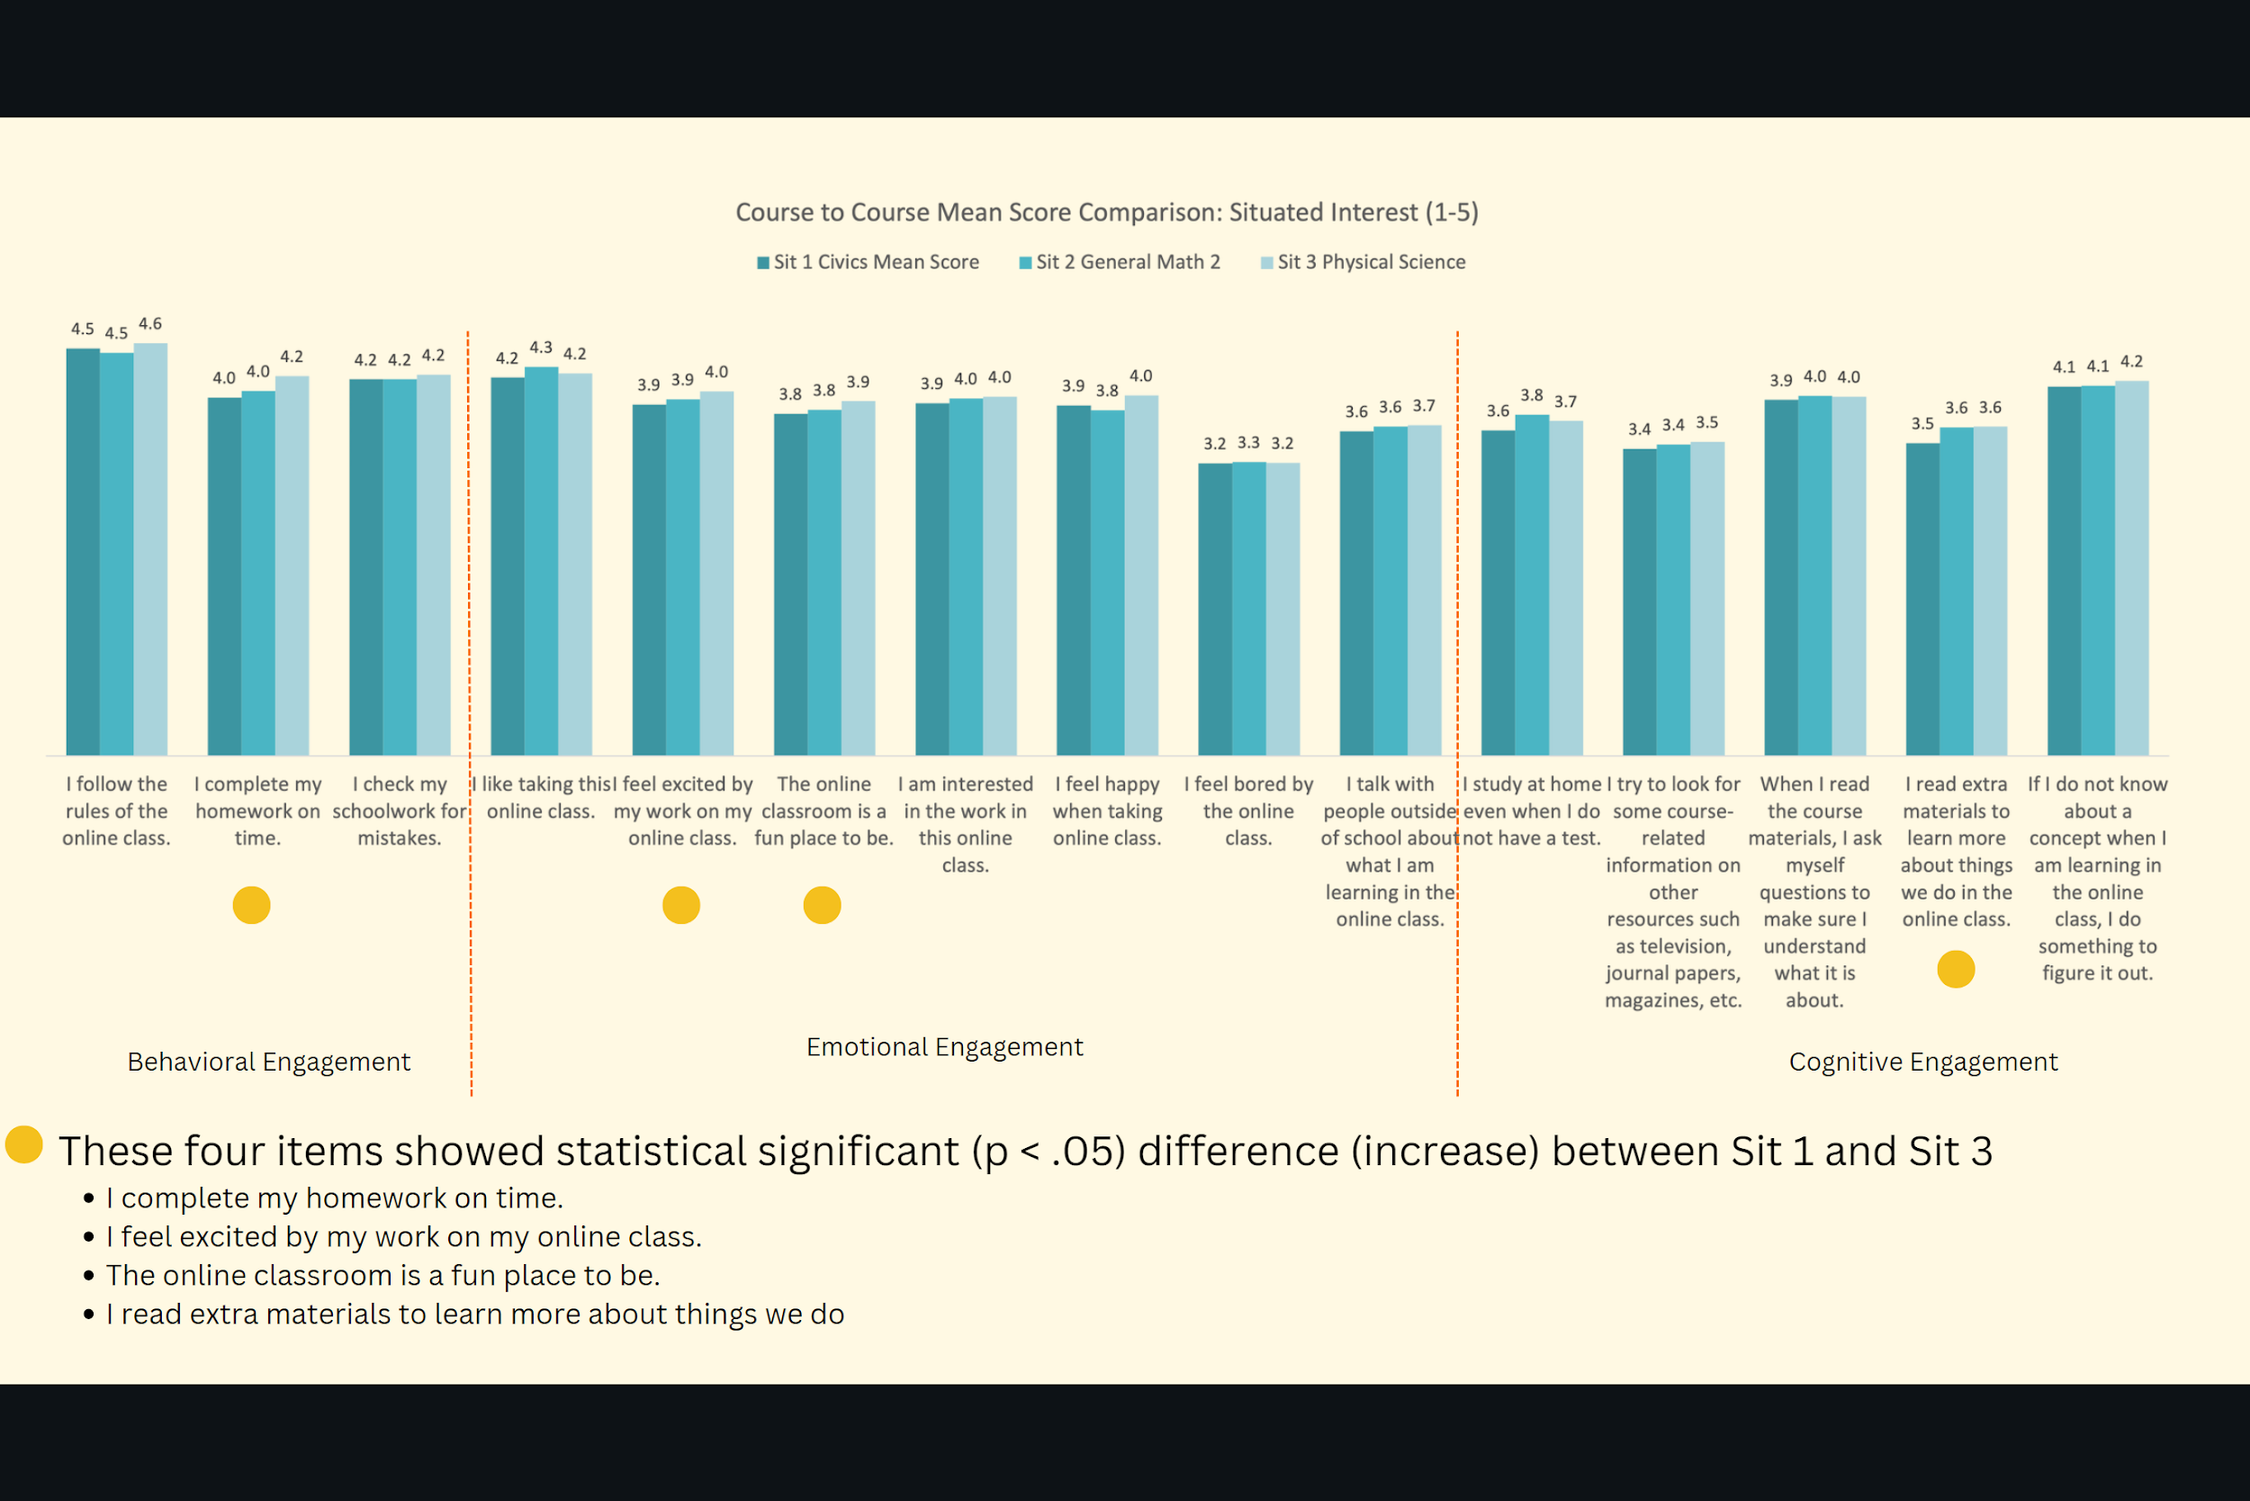 Course to Course Mean Score Comparison: Situated Interest (1-5)
Sit 1 Civics Mean Score Sit 2 General Math 2 Sit 3 Physical Science
4.5 4.5 4.6
4.0 4.0 4.2
4.2 4.2 4.2
4.2 4.3 4.2
3.9 3.9 4.0
3.8 3.8 3.9
3.9 4.0 4.0
3.9 3.8 4.0
3.2 3.3 3.2
3.6 3.6 3.7
3.6 3.8 3.7
3.4 3.4 3.5
3.9 4.0 4.0
3.5 3.6 3.6
4.1 4.1 4.2
I follow the
rules of the
online class.
I complete my
homework on
time.
I check my
schoolwork for
mistakes.
I like taking this
online class.
I feel excited by
my work on my
online class.
The online
classroom is a
fun place to be.
I am interested
in the work in
this online
class.
I feel happy
when taking
online class.
I feel bored by
the online
class.
I talk with
people outside
of school about
what I am
learning in the
online class.
I study at home
even when I do
not have a test.
I try to look for
some course-
related
information on
other
resources such
as television,
journal papers,
magazines, etc.
When I read
the course
materials, I ask
myself
questions to
make sure I
understand
what it is
about.
I read extra
materials to
learn more
about things
we do in the
online class.
If I do not know
about a
concept when I
am learning in
the online
class, I do
something to
figure it out.
Behavioral Engagement
Emotional Engagement
Cognitive Engagement
These four items showed statistical significant (p < .05) difference (increase) between Sit 1 and Sit 3
• I complete my homework on time.
• I feel excited by my work on my online class.
• The online classroom is a fun place to be.
• I read extra materials to learn more about things we do